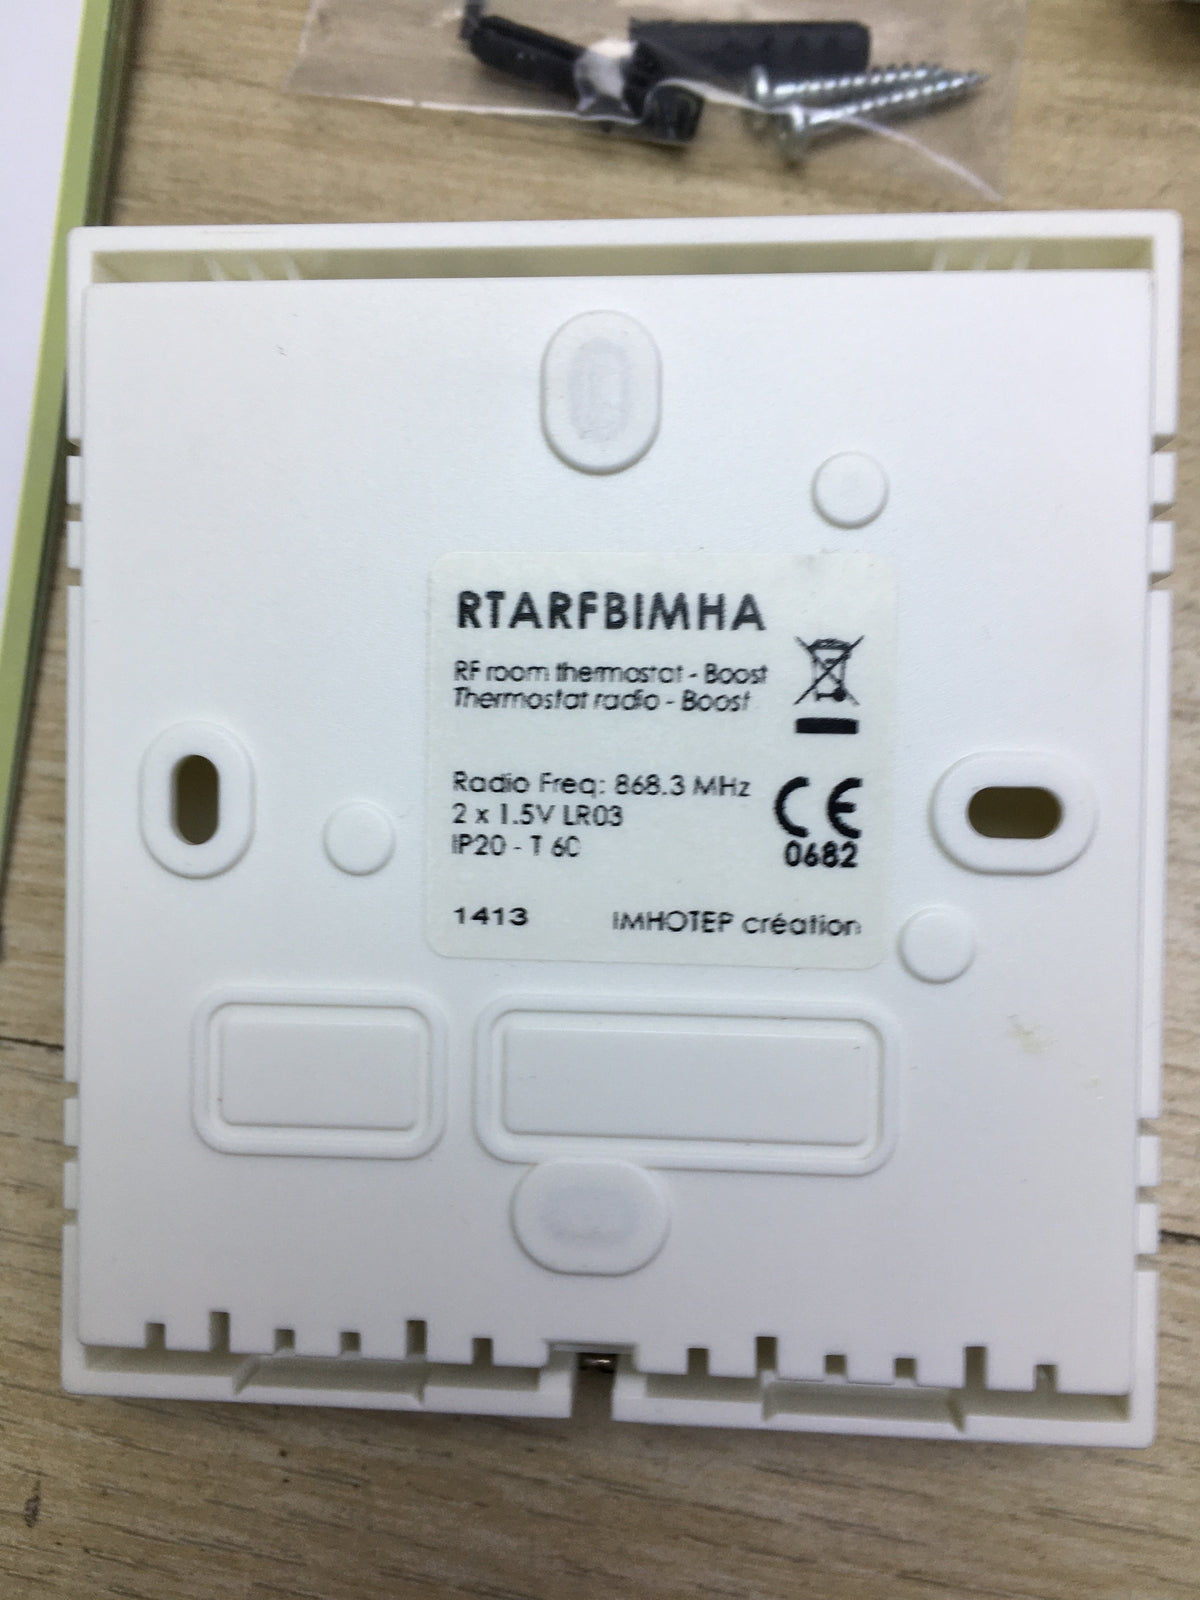 RTARFBIMHA
RF room thermostat - Boost
Thermostat radio - Boost
Radio Freq: 868.3 MHz
2 x 1.5V LR03
IP20 - T 60
CE
0682
1413
IMHOTEP création